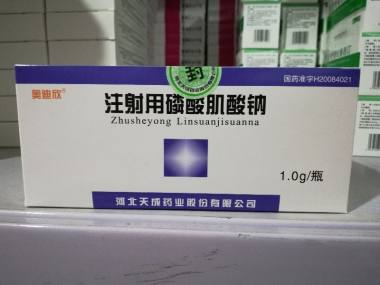 封
国药准字H20084021
奥迪欣®
注射用磷酸肌酸钠
Zhusheyong Linsuanjisuanna
1.0g/瓶
河北天成药业股份有限公司